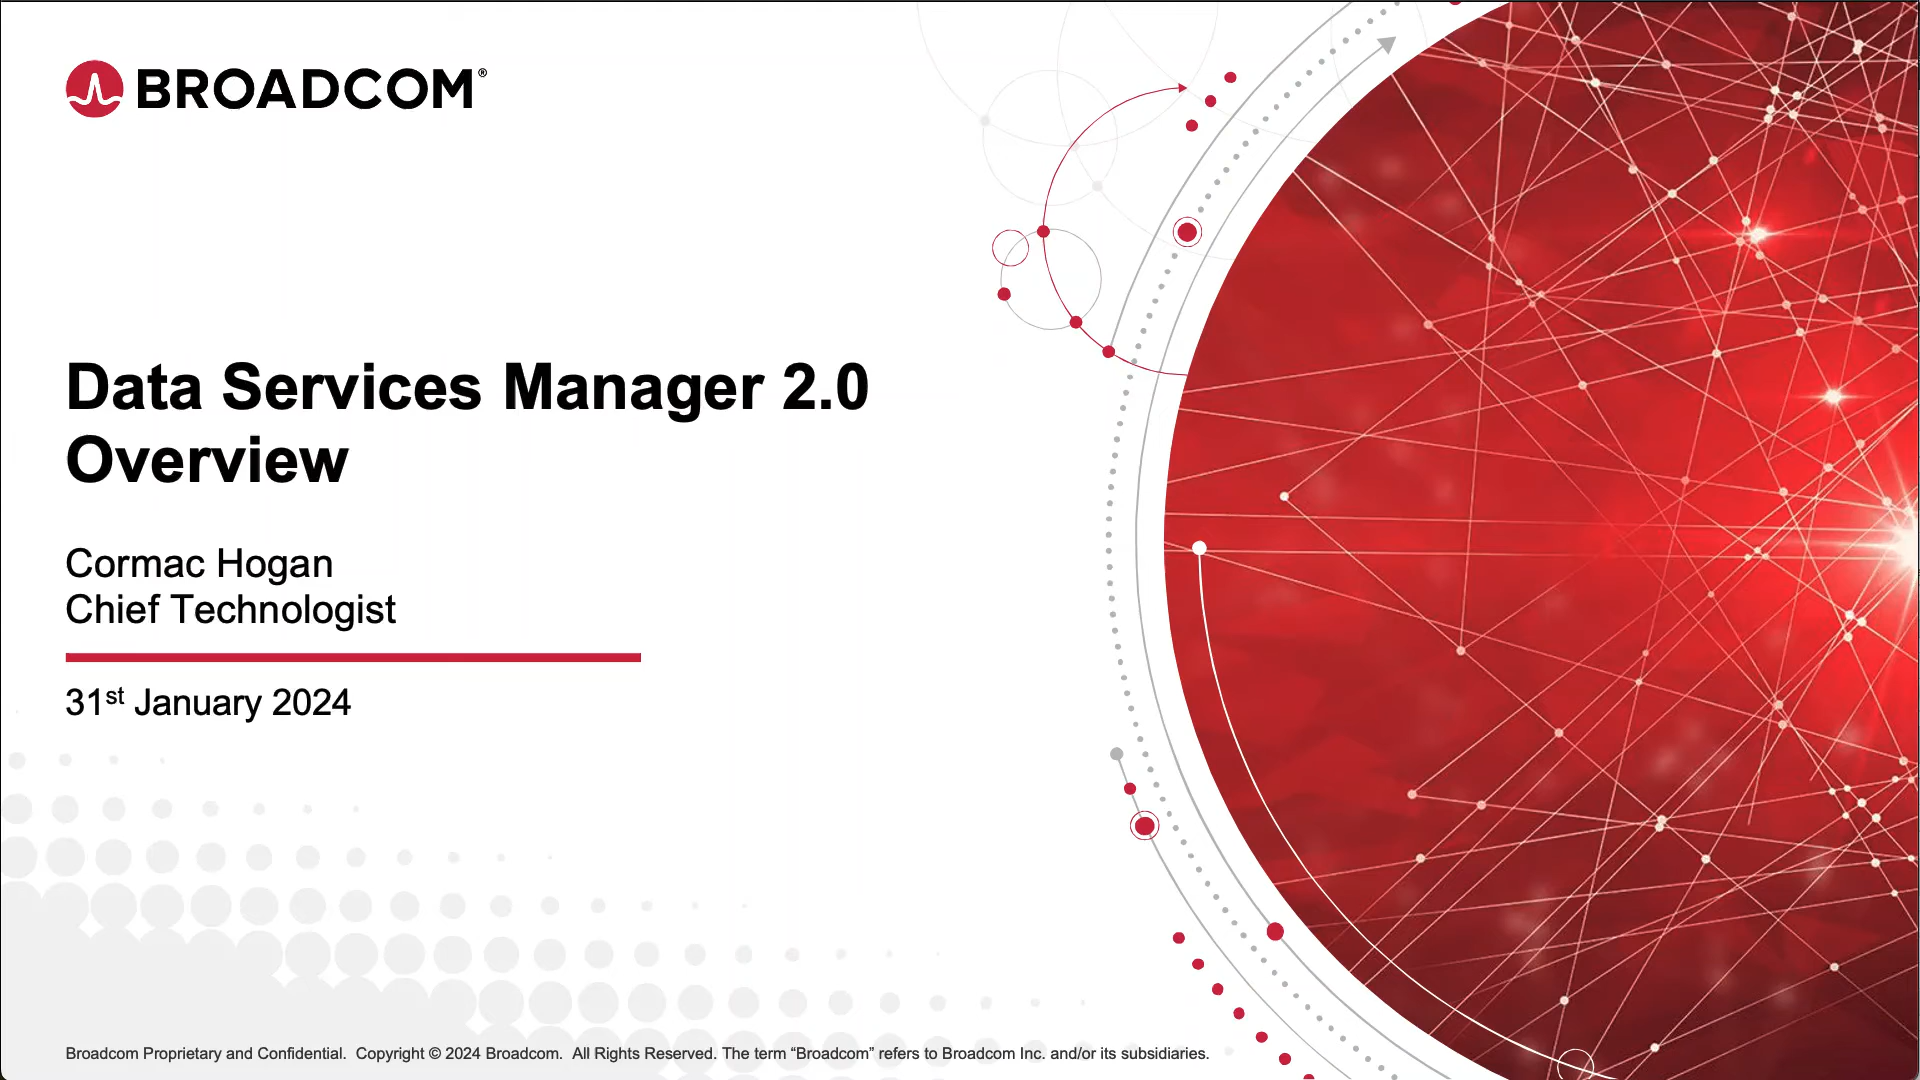 BROADCOM®
Data Services Manager 2.0
Overview
Cormac Hogan
Chief Technologist
31st January 2024
Broadcom Proprietary and Confidential. Copyright © 2024 Broadcom. All Rights Reserved. The term “Broadcom” refers to Broadcom Inc. and/or its subsidiaries.